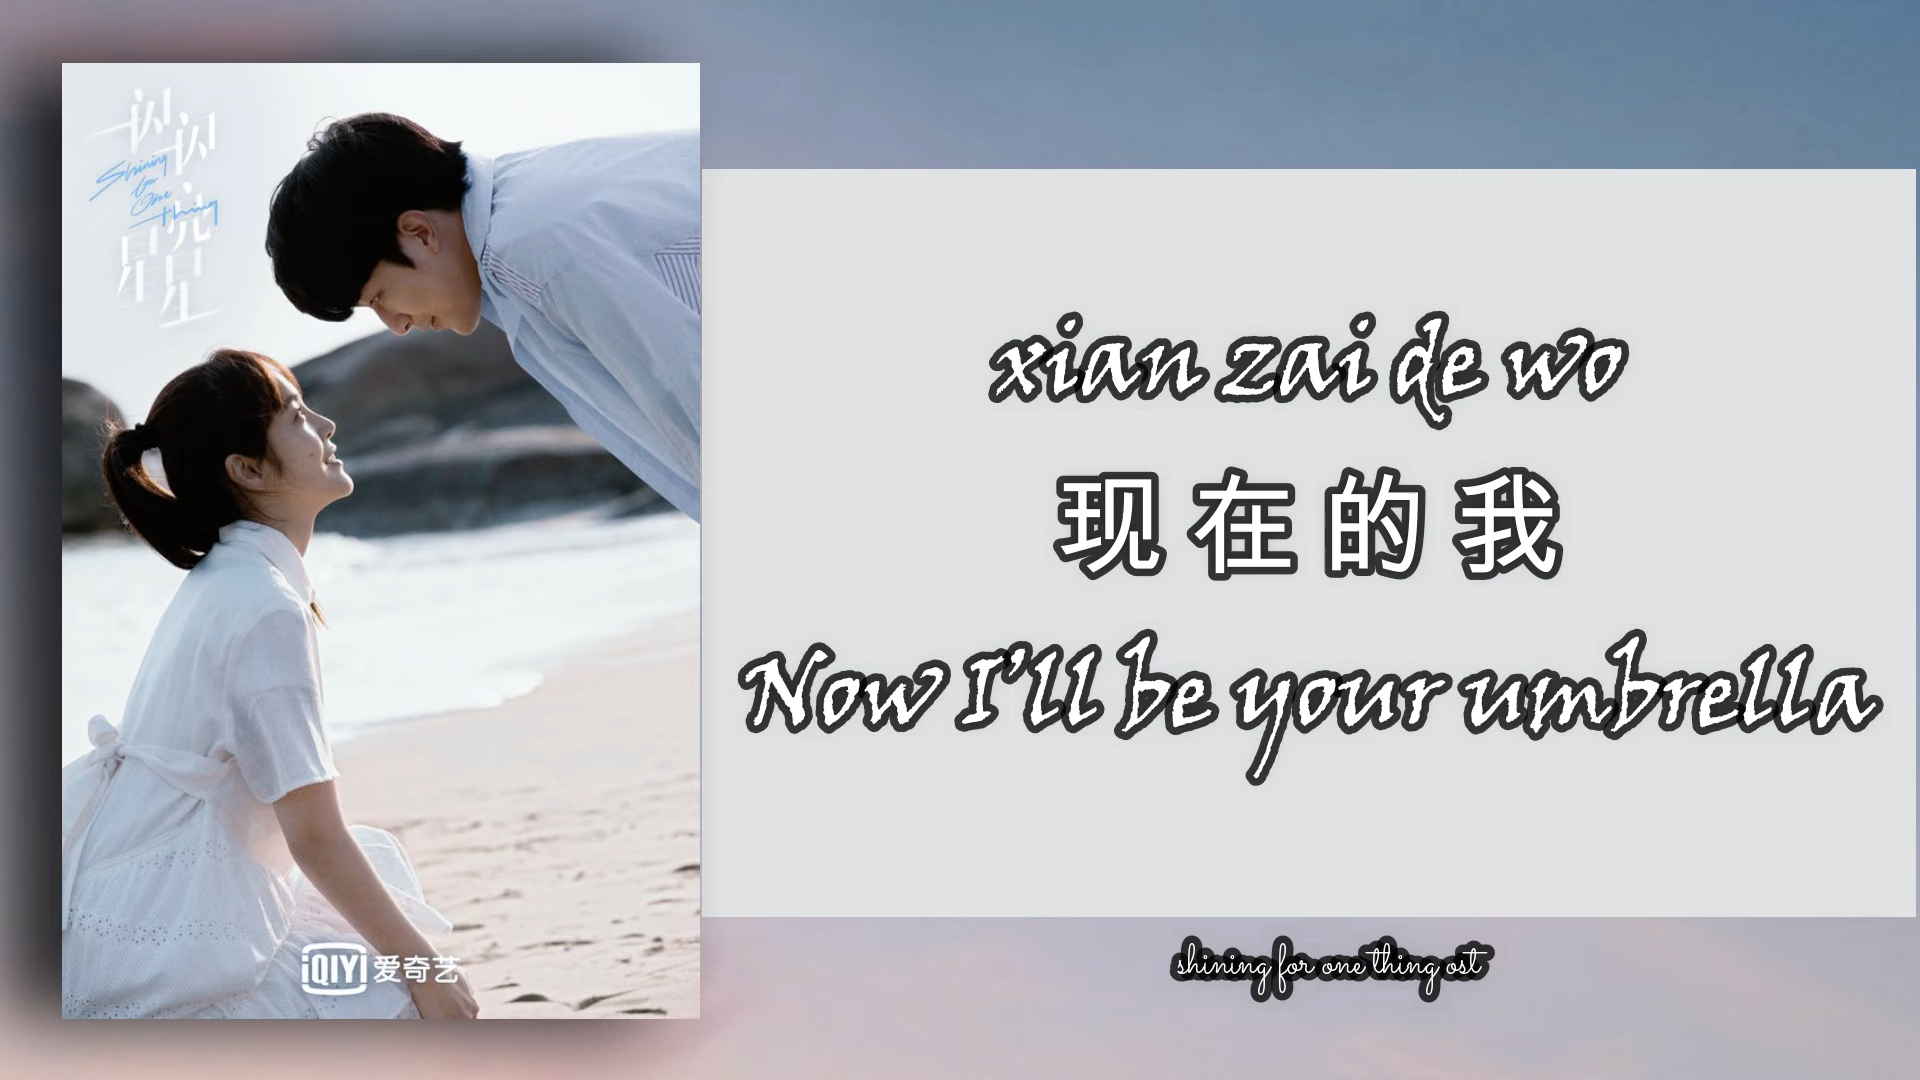 闪闪亮星星
Shining
for
One
Thing
iQIYI 爱奇艺
xian zai de wo
现在的我
Now I'll be your umbrella
shining for one thing ost